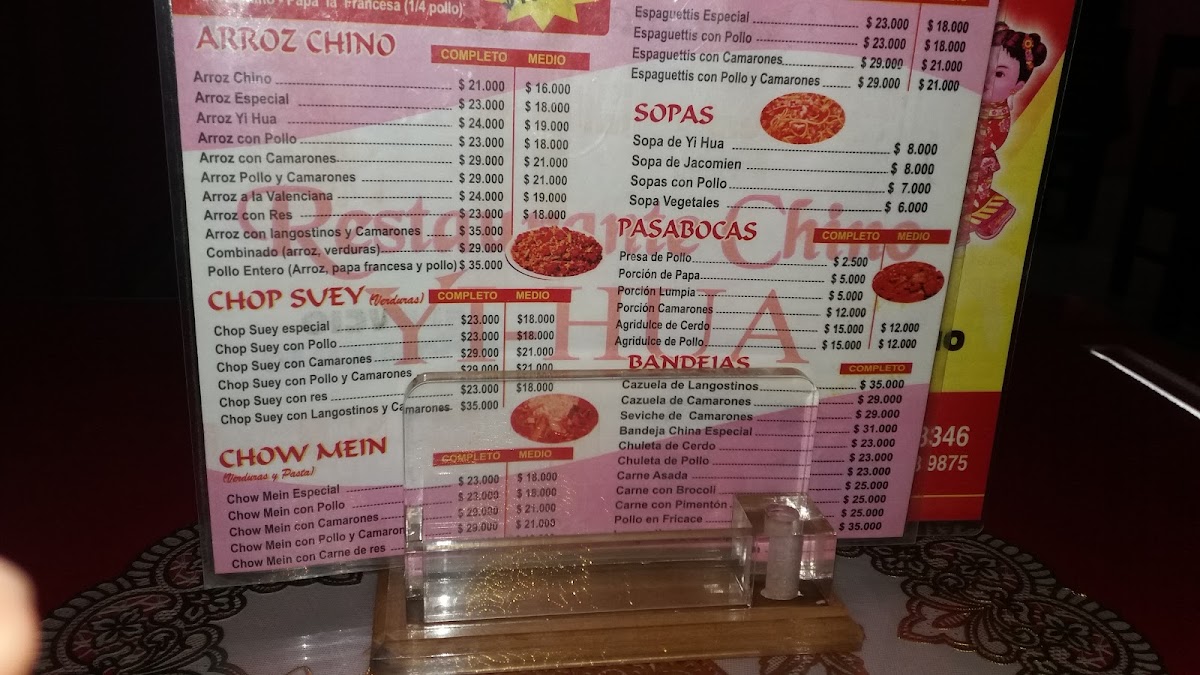 Papa la Francesa (1/4 pollo)
ARROZ CHINO COMPLETO MEDIO
Arroz Chino $ 21.000 $ 16.000
Arroz Especial $ 23.000 $ 18.000
Arroz Yi Hua $ 24.000 $ 19.000
Arroz con Pollo $ 23.000 $ 18.000
Arroz con Camarones $ 29.000 $ 21.000
Arroz Pollo y Camarones $ 29.000 $ 21.000
Arroz a la Valenciana $ 24.000 $ 19.000
Arroz con Res $ 23.000 $ 18.000
Arroz con langostinos y Camarones $ 35.000
Combinado (arroz, verduras) $ 29.000
Pollo Entero (Arroz, papa francesa y pollo) $ 35.000
CHOP SUEY (Verduras) COMPLETO MEDIO
Chop Suey especial $23.000 $18.000
Chop Suey con Pollo $23.000 $18.000
Chop Suey con Camarones $29.000 $21.000
Chop Suey con Pollo y Camarones $29.000 $21.000
Chop Suey con res $23.000 $18.000
Chop Suey con Langostinos y Camarones $35.000
CHOW MEIN COMPLETO MEDIO
(Verduras y Pasta)
Chow Mein Especial $ 23.000 $ 18.000
Chow Mein con Pollo $ 23.000 $ 18.000
Chow Mein con Camarones $ 29.000 $ 21.000
Chow Mein con Pollo y Camaron $ 29.000 $ 21.000
Chow Mein con Carne de res
Espaguettis Especial $ 23.000 $ 18.000
Espaguettis con Pollo $ 23.000 $ 18.000
Espaguettis con Camarones $ 29.000 $ 21.000
Espaguettis con Pollo y Camarones $ 29.000 $ 21.000
SOPAS
Sopa de Yi Hua $ 8.000
Sopa de Jacomien $ 8.000
Sopas con Pollo $ 7.000
Sopa Vegetales $ 6.000
PASABOCAS COMPLETO MEDIO
Presa de Pollo $ 2.500
Porción de Papa $ 5.000
Porción Lumpia $ 5.000
Porción Camarones $ 12.000
Agridulce de Cerdo $ 15.000 $ 12.000
Agridulce de Pollo $ 15.000 $ 12.000
BANDEJAS COMPLETO
Cazuela de Langostinos $ 35.000
Cazuela de Camarones $ 29.000
Seviche de Camarones $ 29.000
Bandeja China Especial $ 31.000
Chuleta de Cerdo $ 23.000
Chuleta de Pollo $ 23.000
Carne Asada $ 23.000
Carne con Brocoli $ 25.000
Carne con Pimentón $ 25.000
Pollo en Fricace $ 25.000
$ 35.000
Restaurante Chino
YI HUA
3346
9875